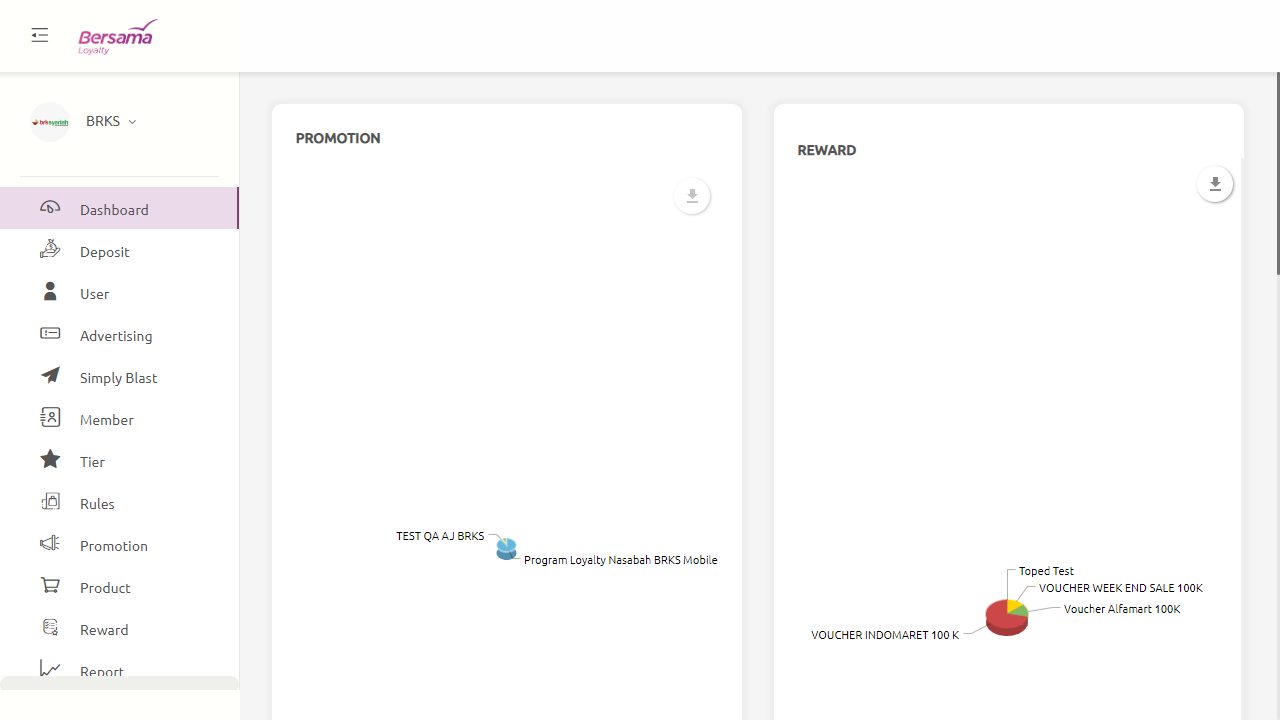 Bersama
Loyalty
brksyariah
BRKS
Dashboard
Deposit
User
Advertising
Simply Blast
Member
Tier
Rules
Promotion
Product
Reward
Report
PROMOTION
TEST QA AJ BRKS
Program Loyalty Nasabah BRKS Mobile
REWARD
Toped Test
VOUCHER WEEK END SALE 100K
Voucher Alfamart 100K
VOUCHER INDOMARET 100 K